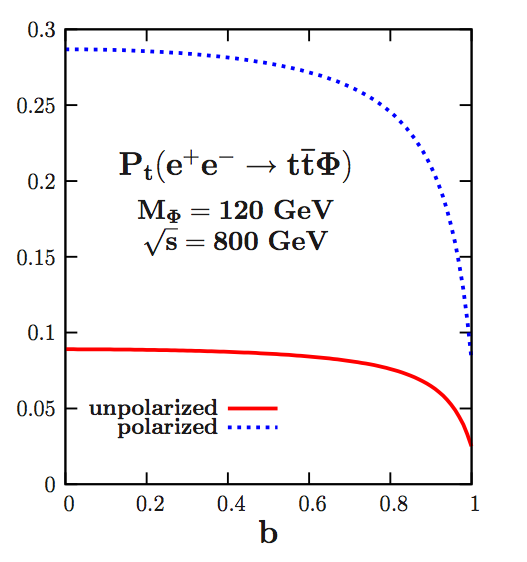 0.3
0.25
0.2
0.15
0.1
0.05
0
P_t(e⁺e⁻ → tt̄Φ)
M_Φ = 120 GeV
√s = 800 GeV
unpolarized
polarized
0 0.2 0.4 0.6 0.8 1
b